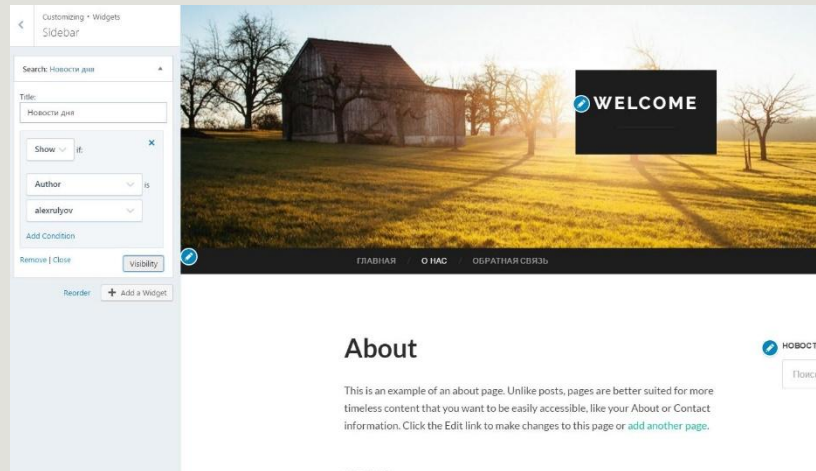 Customizing • Widgets
Sidebar
Search: Новости дня
Title:
Новости дня
Show if:
Author is
alexrulyov
Add Condition
Remove | Close
Visibility
Reorder
Add a Widget
WELCOME
ГЛАВНАЯ / О НАС / ОБРАТНАЯ СВЯЗЬ
About
This is an example of an about page. Unlike posts, pages are better suited for more
timeless content that you want to be easily accessible, like your About or Contact
information. Click the Edit link to make changes to this page or add another page.
НОВОСТ
Поис